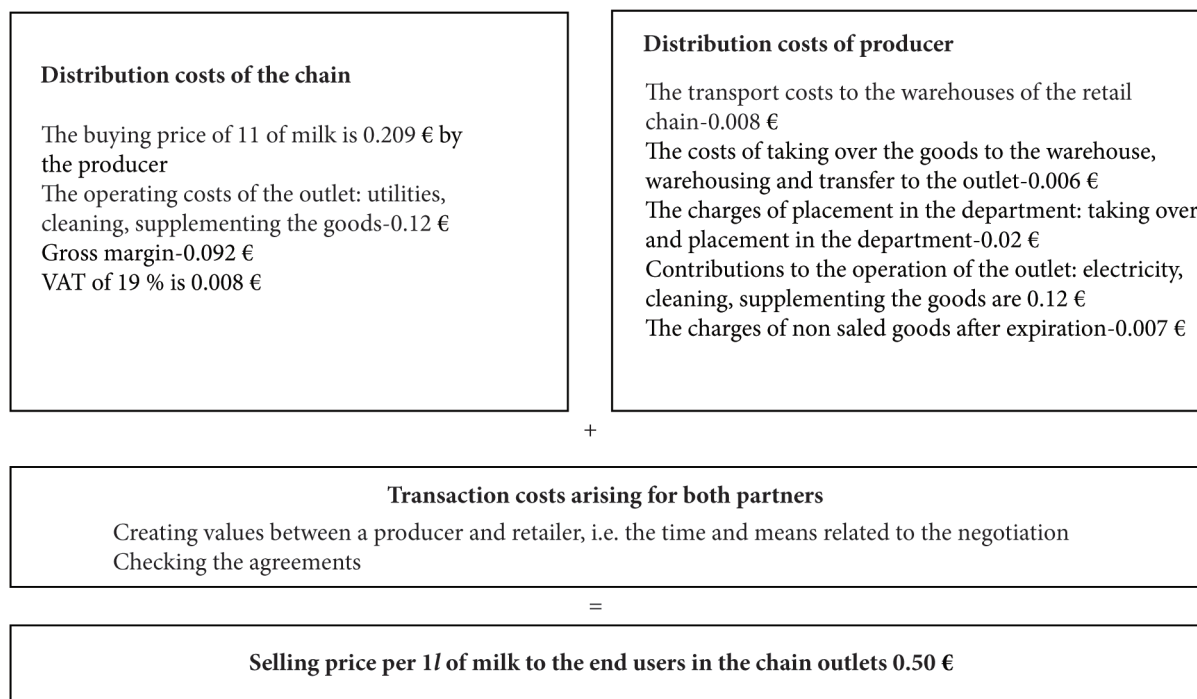 Distribution costs of the chain
The buying price of 11 of milk is 0.209 € by
the producer
The operating costs of the outlet: utilities,
cleaning, supplementing the goods-0.12 €
Gross margin-0.092 €
VAT of 19 % is 0.008 €
Distribution costs of producer
The transport costs to the warehouses of the retail
chain-0.008 €
The costs of taking over the goods to the warehouse,
warehousing and transfer to the outlet-0.006 €
The charges of placement in the department: taking over
and placement in the department-0.02 €
Contributions to the operation of the outlet: electricity,
cleaning, supplementing the goods are 0.12 €
The charges of non saled goods after expiration-0.007 €
+
Transaction costs arising for both partners
Creating values between a producer and retailer, i.e. the time and means related to the negotiation
Checking the agreements
=
Selling price per 1l of milk to the end users in the chain outlets 0.50 €